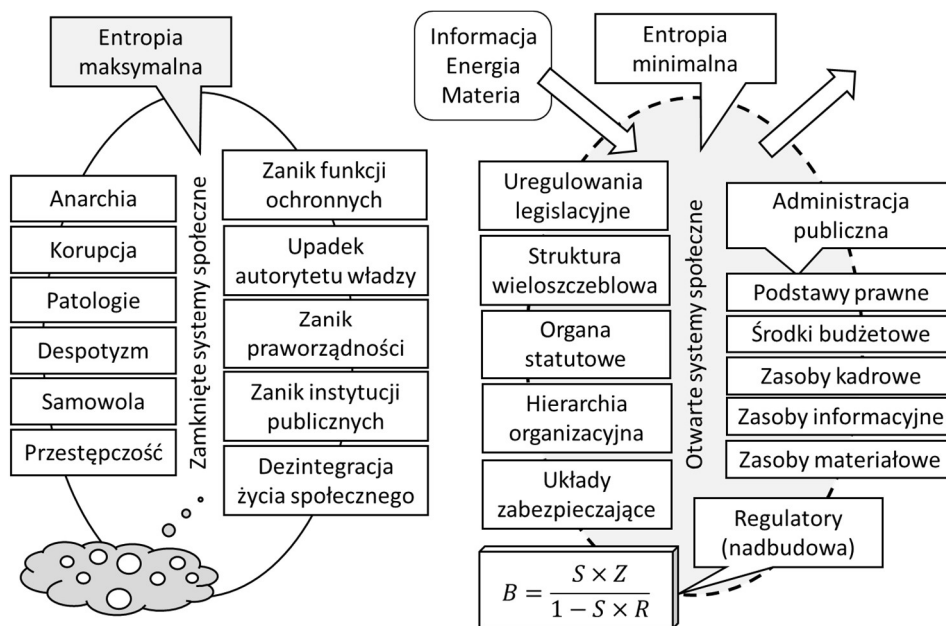 Entropia
maksymalna
Zamknięte systemy społeczne
Anarchia
Korupcja
Patologie
Despotyzm
Samowola
Przestępczość
Zanik funkcji
ochronnych
Upadek
autorytetu władzy
Zanik
praworządności
Zanik instytucji
publicznych
Dezintegracja
życia społecznego
Informacja
Energia
Materia
Entropia
minimalna
Otwarte systemy społeczne
Uregulowania
legislacyjne
Struktura
wieloszczeblowa
Organa
statutowe
Hierarchia
organizacyjna
Układy
zabezpieczające
Administracja
publiczna
Podstawy prawne
Środki budżetowe
Zasoby kadrowe
Zasoby informacyjne
Zasoby materiałowe
Regulatory
(nadbudowa)
B = S × Z / 1 − S × R